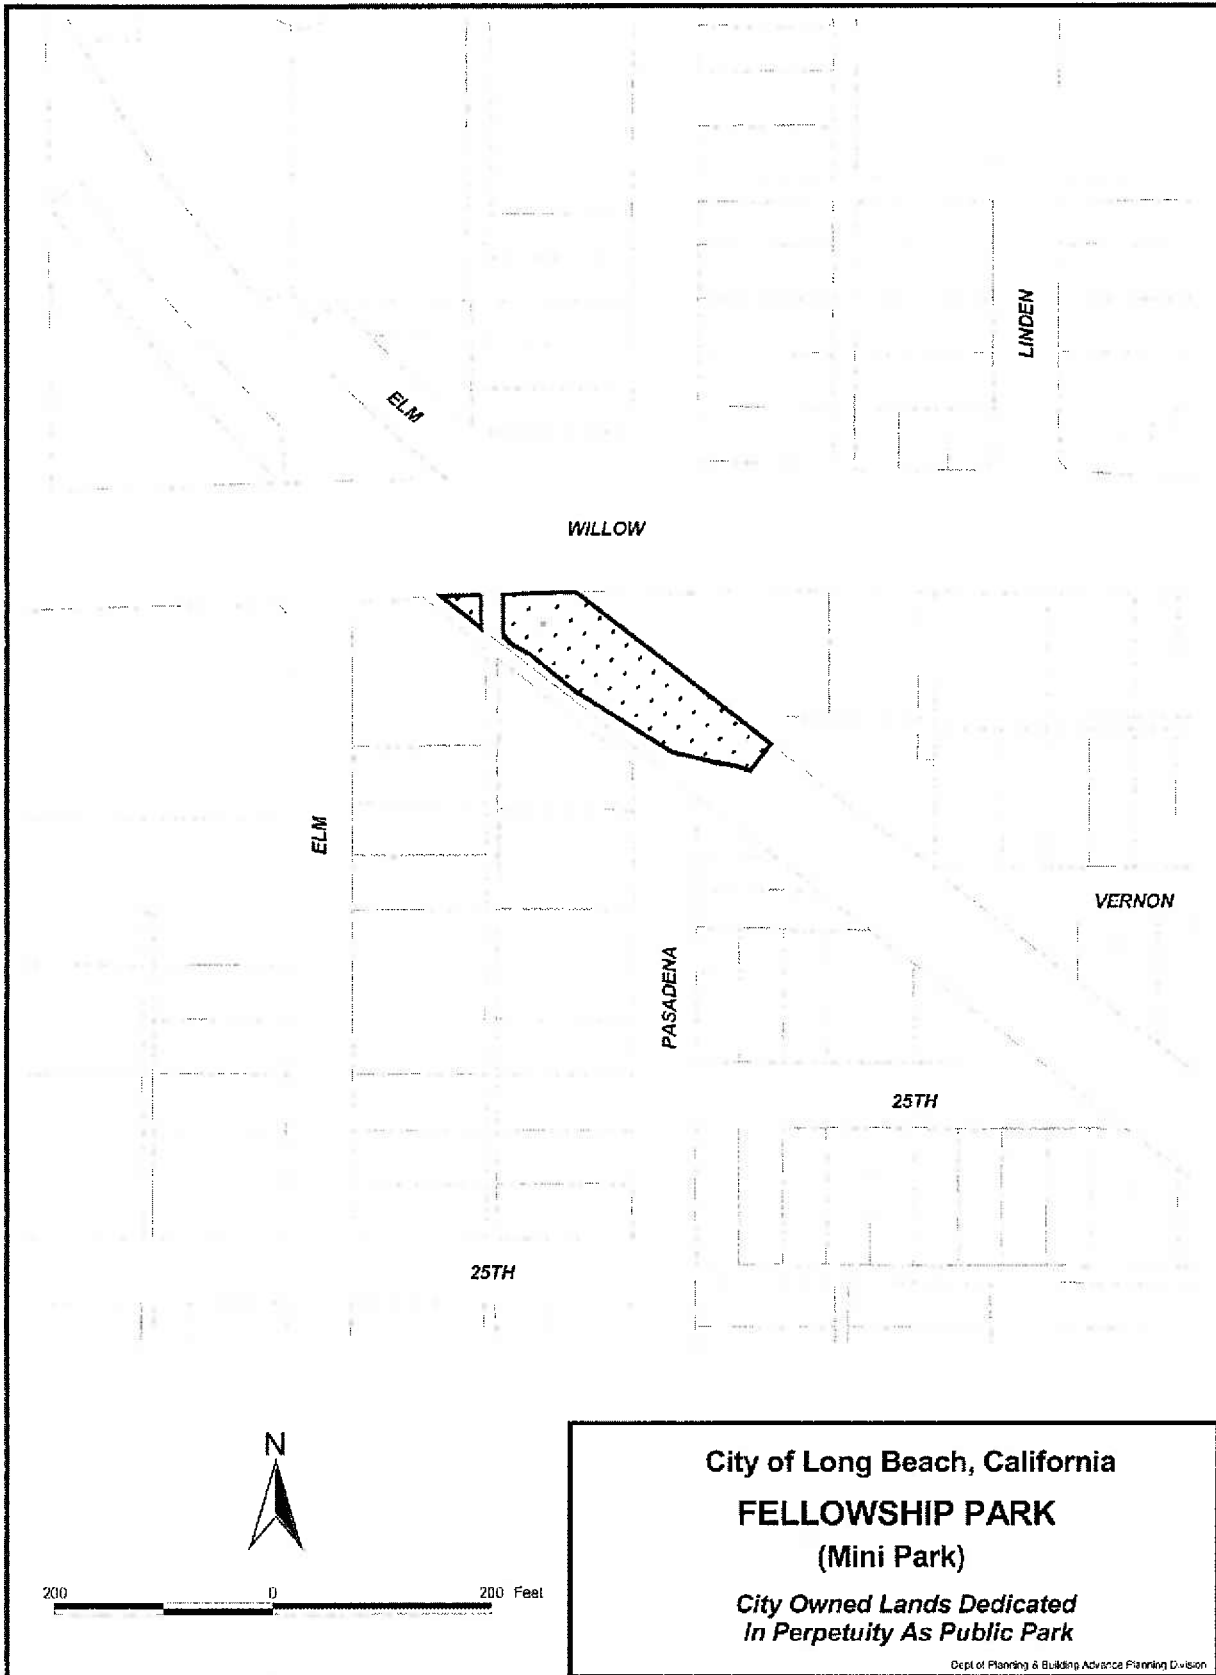 LINDEN
ELM
WILLOW
ELM
VERNON
PASADENA
25TH
25TH
N
200 0 200 Feet
City of Long Beach, California
FELLOWSHIP PARK
(Mini Park)
City Owned Lands Dedicated
In Perpetuity As Public Park
Dept of Planning & Building Advance Planning Division